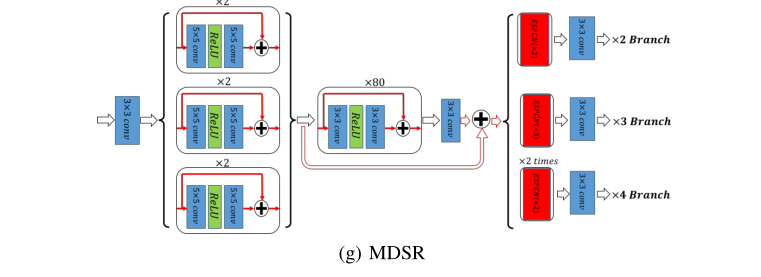 ×2
5×5 conv
ReLU
5×5 conv
×2
5×5 conv
ReLU
5×5 conv
×2
5×5 conv
ReLU
5×5 conv
3×3 conv
×80
3×3 conv
ReLU
3×3 conv
3×3 conv
ESPCN(×2)
3×3 conv
×2 Branch
ESPCN(×3)
3×3 conv
×3 Branch
×2 times
ESPCN(×2)
3×3 conv
×4 Branch
(g) MDSR